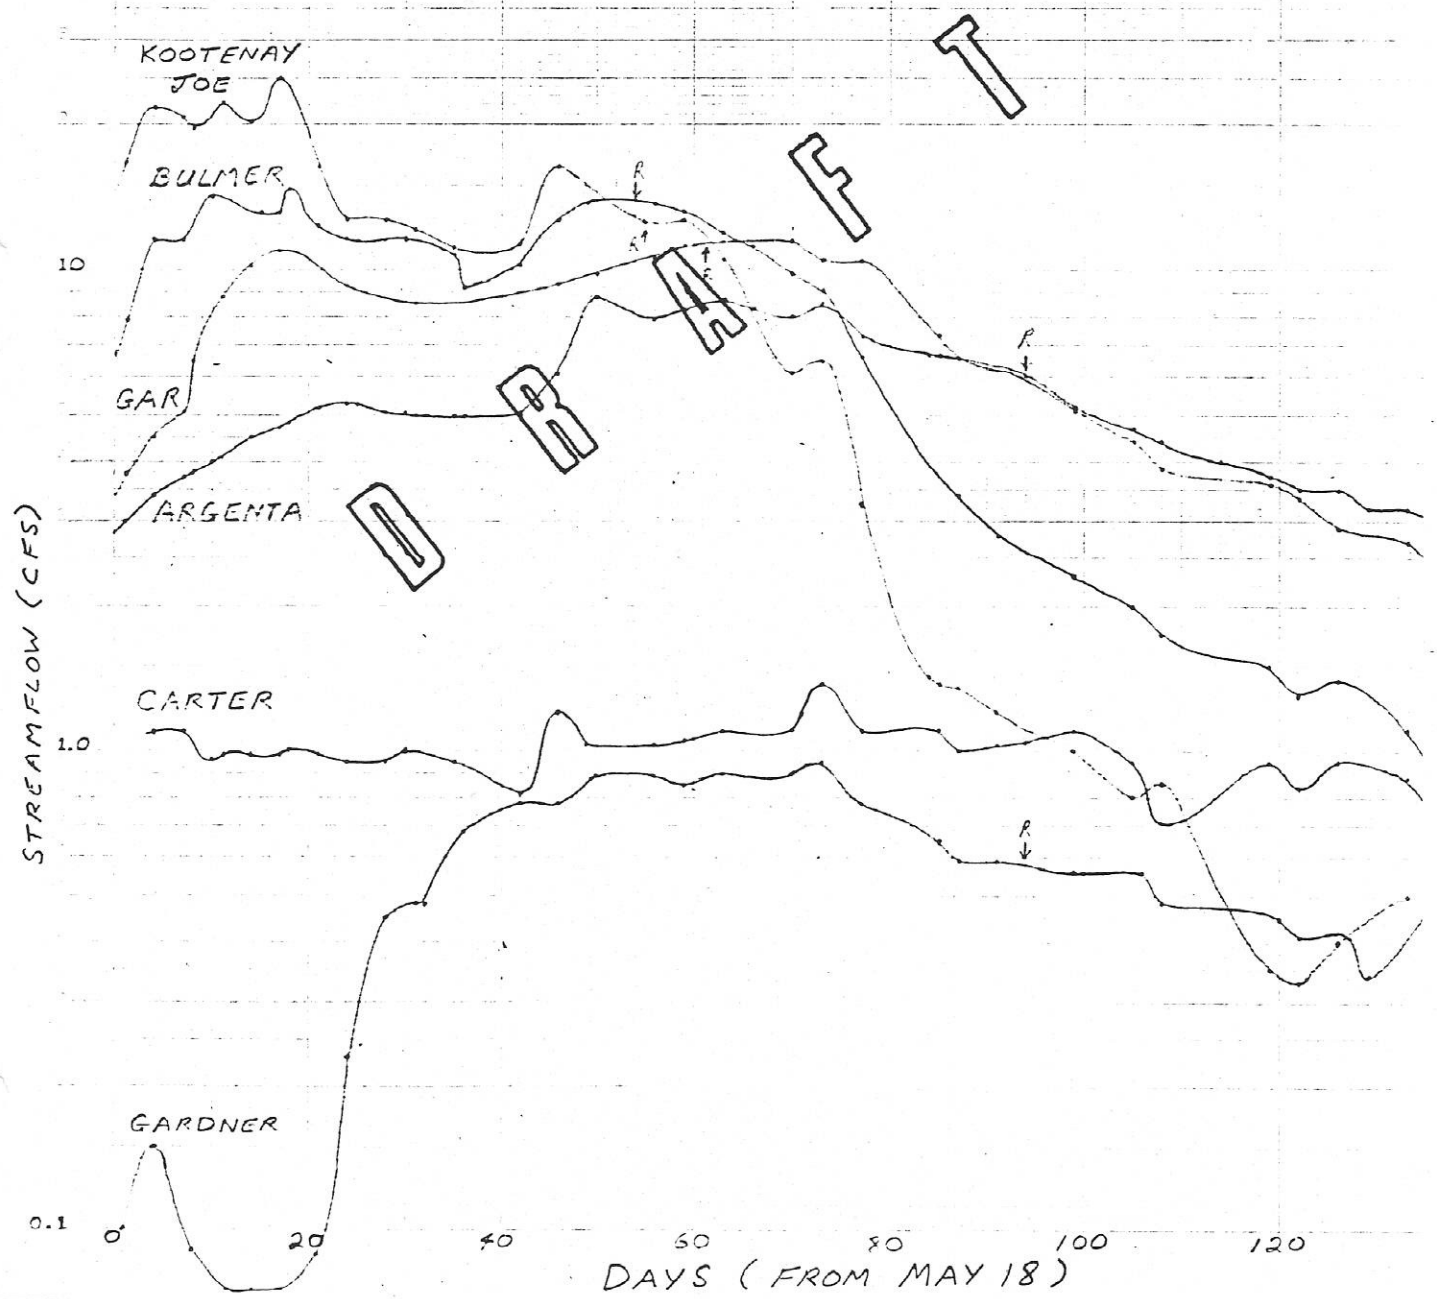 KOOTENAY
JOE
BULMER
GAR
ARGENTA
CARTER
GARDNER
DRAFT
R
R
R
R
10
1.0
0.1
STREAMFLOW (CFS)
0 20 40 60 80 100 120
DAYS (FROM MAY 18)